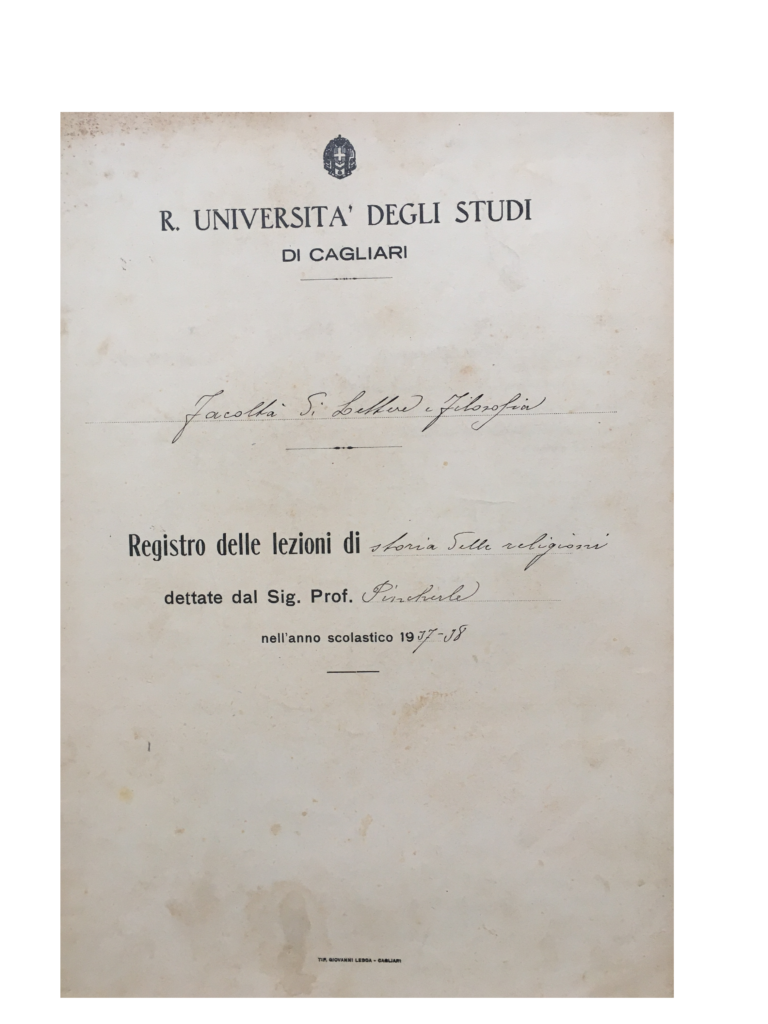 R. UNIVERSITA' DEGLI STUDI
DI CAGLIARI
Facoltà di Lettere e Filosofia
Registro delle lezioni di storia delle religioni
dettate dal Sig. Prof. Pincherle
nell'anno scolastico 1937-38
TIP. GIOVANNI LEDDA - CAGLIARI